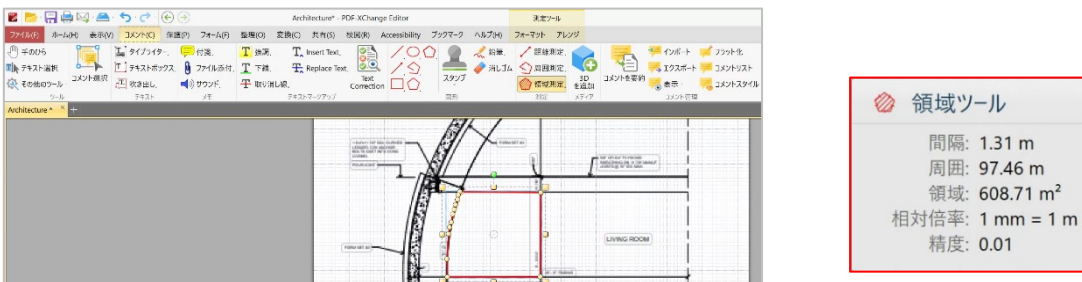 Architecture* - PDF-XChange Editor
測定ツール
ファイル(F) ホーム(H) 表示(V) コメント(C) 保護(P) フォーム(F) 整理(O) 変換(C) 共有(S) 校閲(R) Accessibility ブックマーク ヘルプ(H) フォーマット アレンジ
手のひら
テキスト選択
その他のツール
ツール
コメント選択
タイプライター
テキストボックス
吹き出し
テキスト
付箋
ファイル添付
サウンド
メモ
強調
下線
取り消し線
Insert Text
Replace Text
Text Correction
テキストマークアップ
スタンプ
鉛筆
消しゴム
図形
距離測定
周囲測定
領域測定
測定
3D を追加
メディア
コメントを要約
インポート
エクスポート
表示
フラット化
コメントリスト
コメントスタイル
コメント管理
Architecture *
LIVING ROOM
領域ツール
間隔: 1.31 m
周囲: 97.46 m
領域: 608.71 m²
相対倍率: 1 mm = 1 m
精度: 0.01